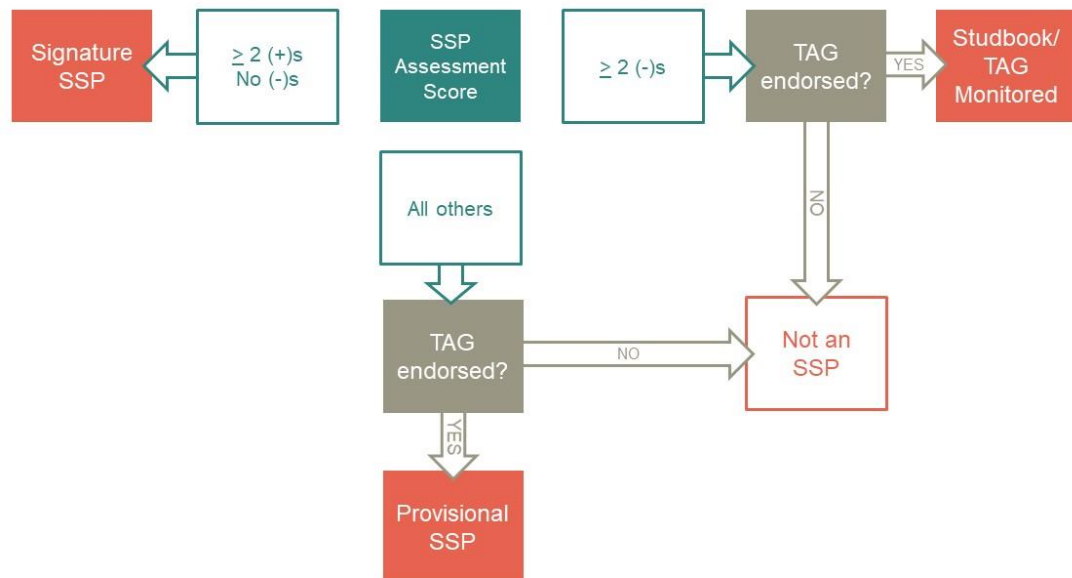 Signature
SSP
≥ 2 (+)s
No (-)s
SSP
Assessment
Score
≥ 2 (-)s
TAG
endorsed?
YES
Studbook/
TAG
Monitored
NO
All others
TAG
endorsed?
NO
Not an
SSP
YES
Provisional
SSP